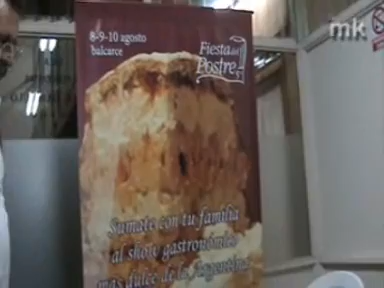 mk
8-9-10 agosto
balcarce
Fiesta del
Postre
Sumate con tu familia
al show gastronómico
más dulce de la Argentina